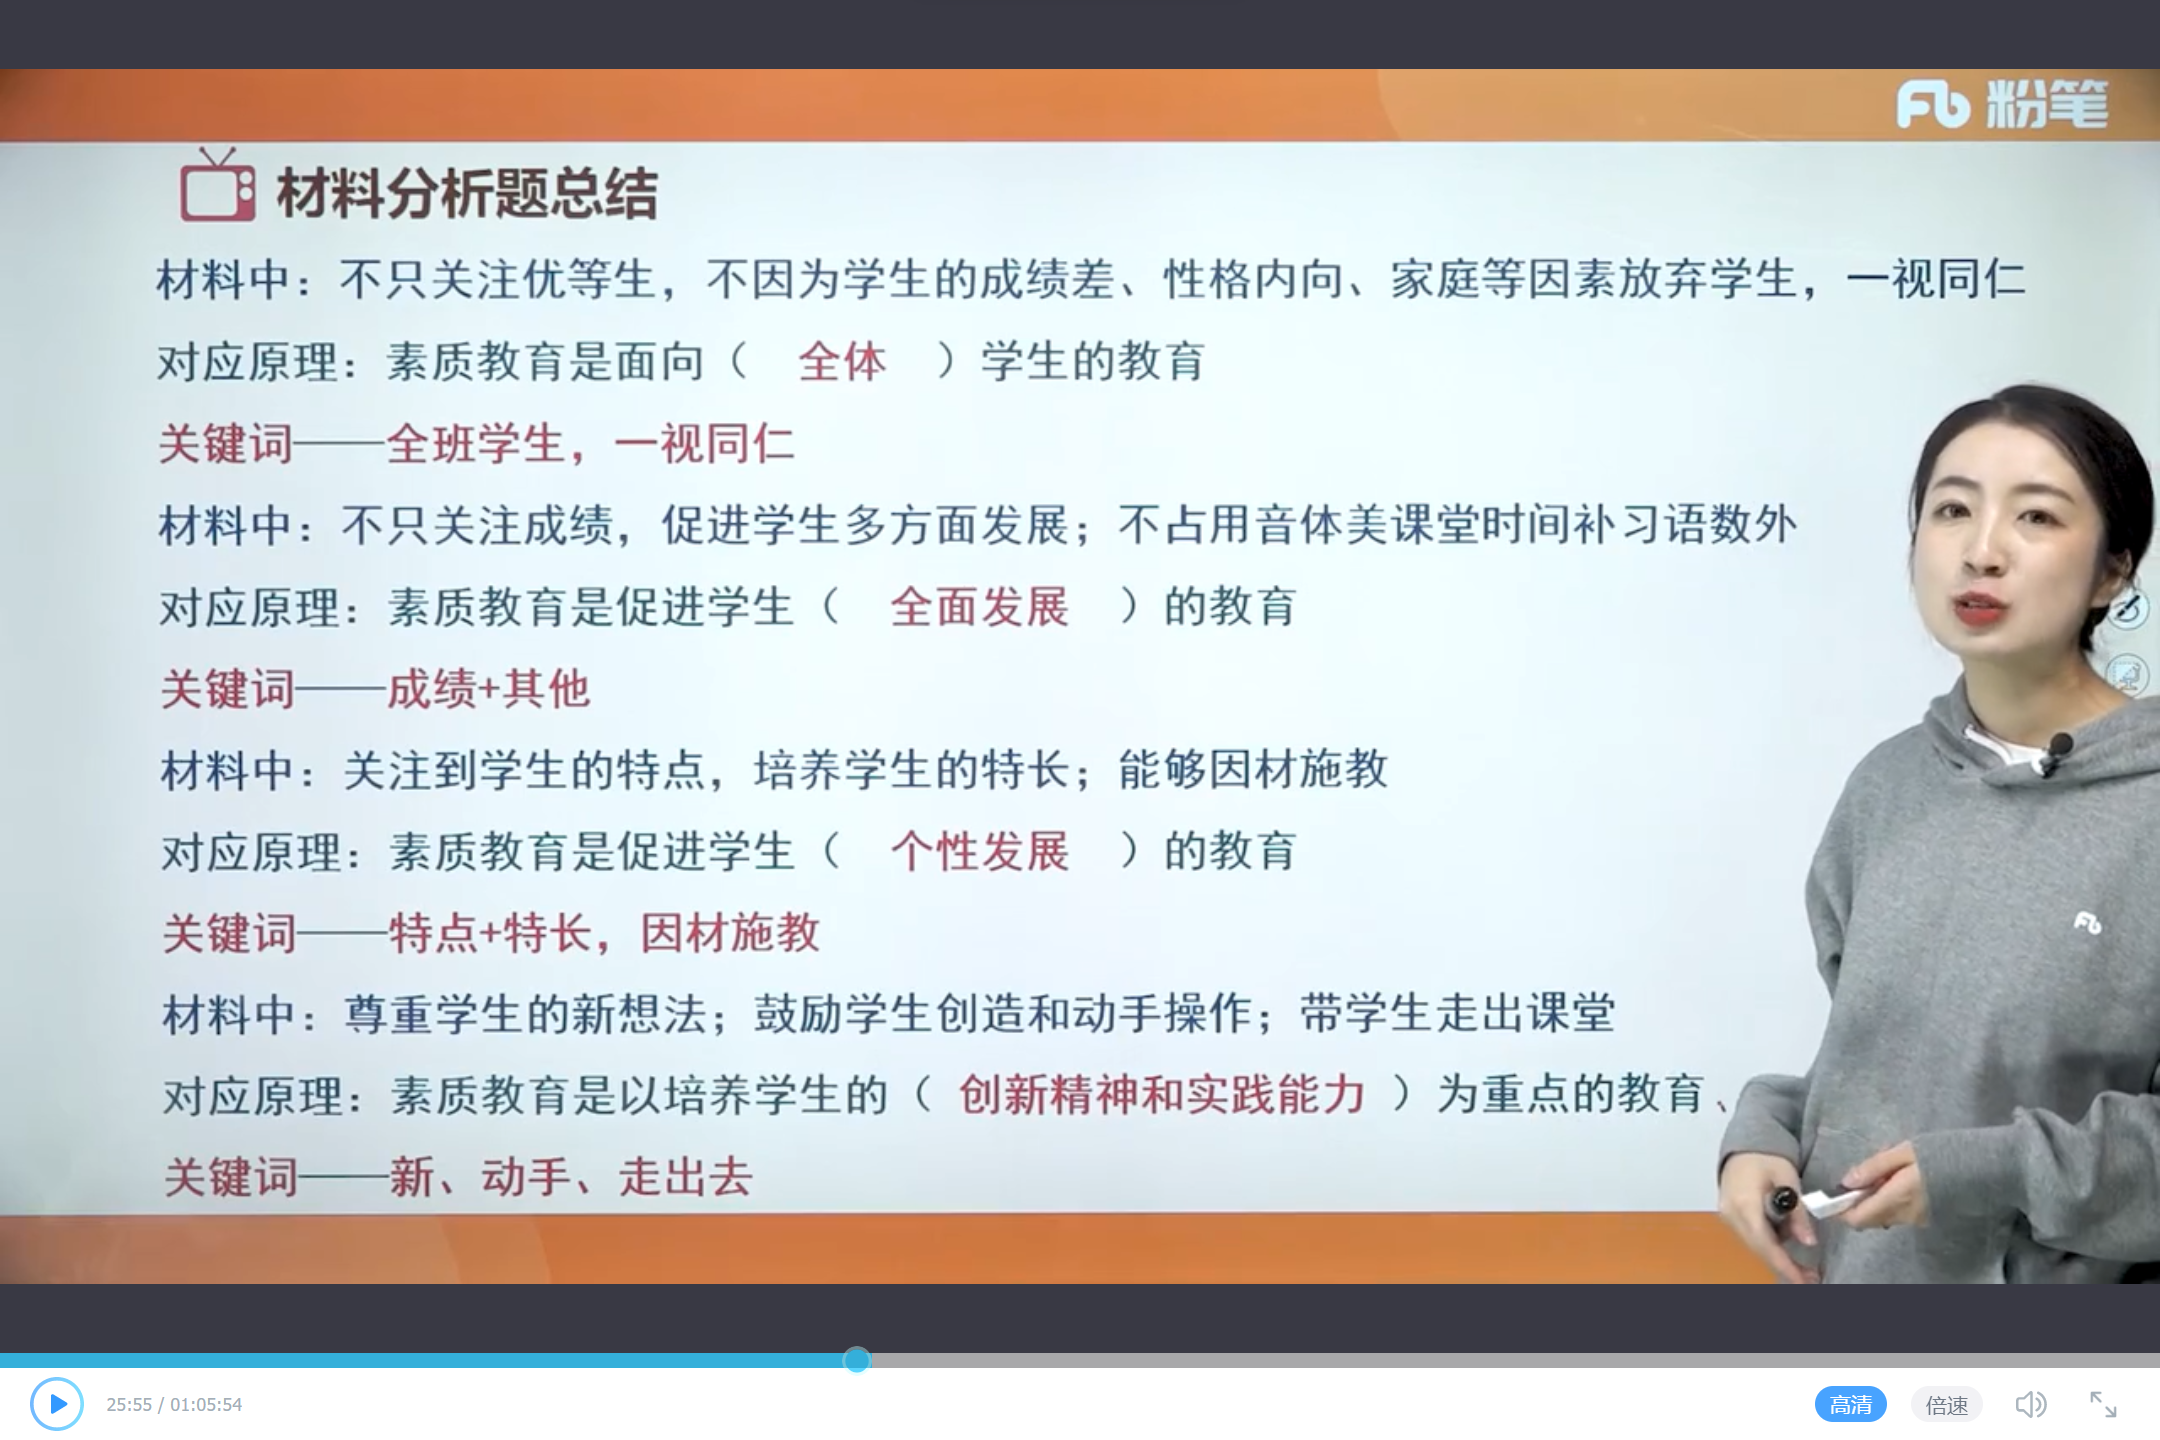 粉笔
材料分析题总结
材料中：不只关注优等生，不因为学生的成绩差、性格内向、家庭等因素放弃学生，一视同仁
对应原理：素质教育是面向（ 全体 ）学生的教育
关键词——全班学生，一视同仁
材料中：不只关注成绩，促进学生多方面发展；不占用音体美课堂时间补习语数外
对应原理：素质教育是促进学生（ 全面发展 ）的教育
关键词——成绩+其他
材料中：关注到学生的特点，培养学生的特长；能够因材施教
对应原理：素质教育是促进学生（ 个性发展 ）的教育
关键词——特点+特长，因材施教
材料中：尊重学生的新想法；鼓励学生创造和动手操作；带学生走出课堂
对应原理：素质教育是以培养学生的（ 创新精神和实践能力 ）为重点的教育、
关键词——新、动手、走出去
25:55 / 01:05:54
高清
倍速